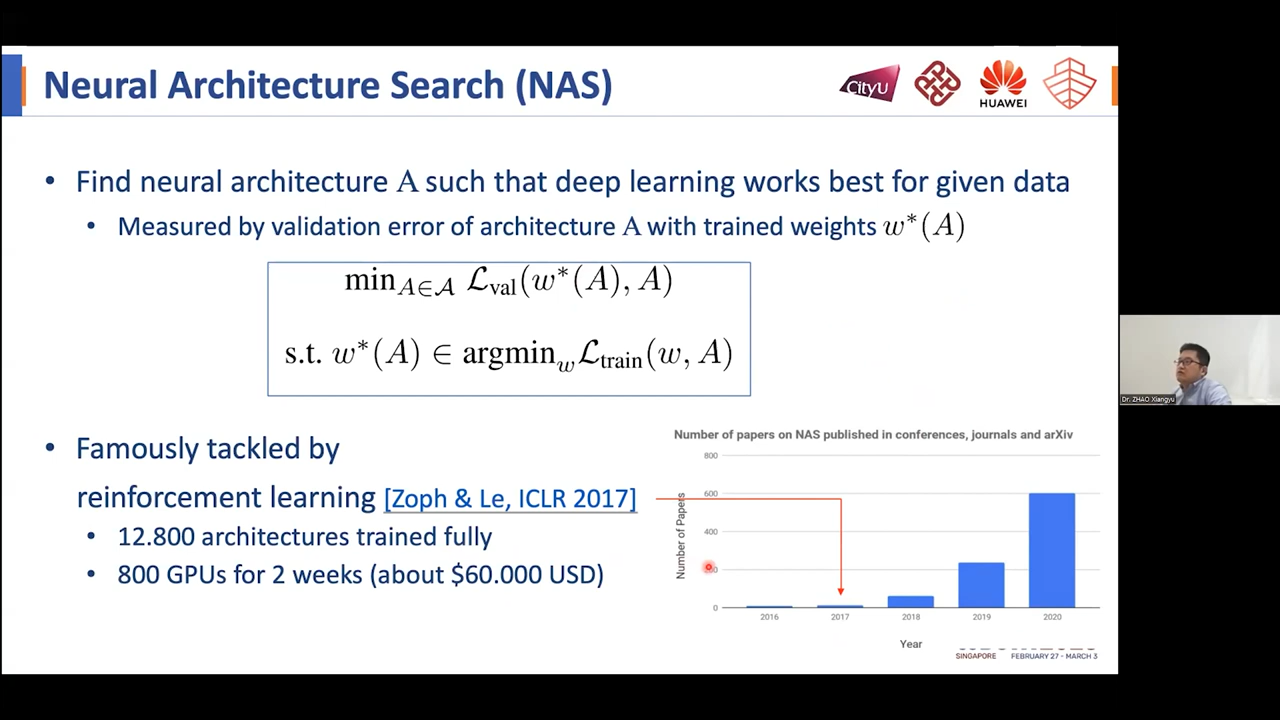 Neural Architecture Search (NAS)
CityU
HUAWEI
• Find neural architecture A such that deep learning works best for given data
• Measured by validation error of architecture A with trained weights w*(A)
min_{A∈𝒜} ℒ_val(w*(A), A)
s.t. w*(A) ∈ argmin_w ℒ_train(w, A)
• Famously tackled by
reinforcement learning [Zoph & Le, ICLR 2017]
• 12.800 architectures trained fully
• 800 GPUs for 2 weeks (about $60.000 USD)
Number of papers on NAS published in conferences, journals and arXiv
Number of Papers
800
600
400
0
2016 2017 2018 2019 2020
Year
SINGAPORE FEBRUARY 27 - MARCH 3
Dr. ZHAO Xiangyu